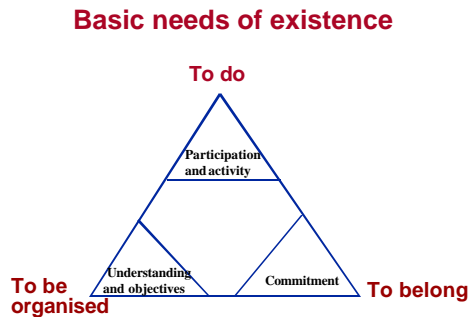 Basic needs of existence
To do
Participation
and activity
Understanding
and objectives
Commitment
To be
organised
To belong